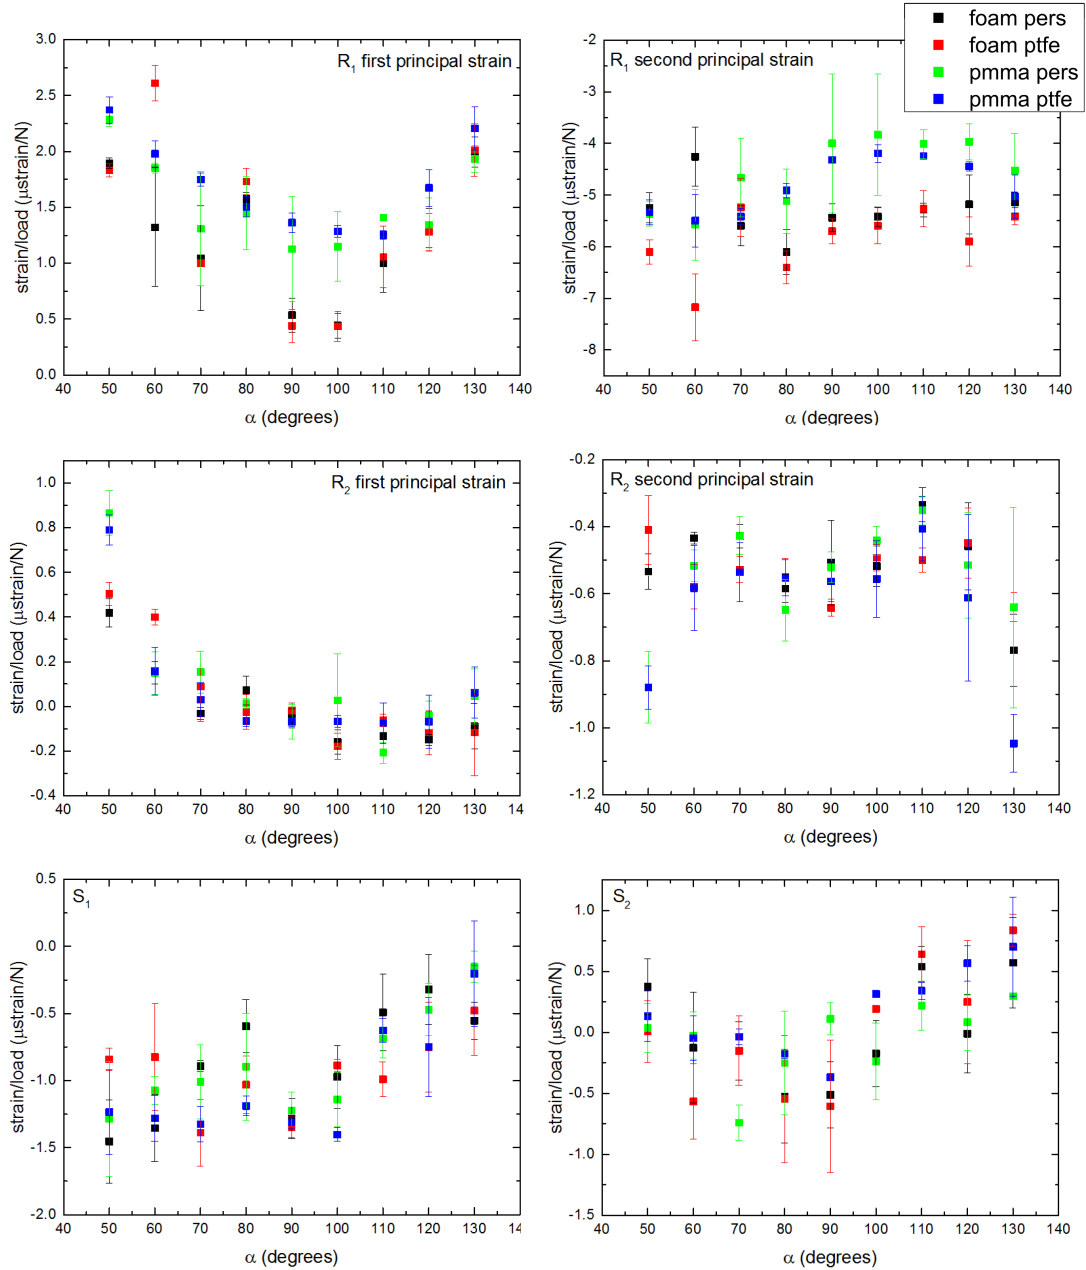 foam pers
foam ptfe
pmma pers
pmma ptfe
R1 first principal strain
strain/load (μstrain/N)
3.0
2.5
2.0
1.5
1.0
0.5
0.0
40 50 60 70 80 90 100 110 120 130 140
α (degrees)
R1 second principal strain
strain/load (μstrain/N)
-2
-3
-4
-5
-6
-7
-8
40 50 60 70 80 90 100 110 120 130 140
α (degrees)
R2 first principal strain
strain/load (μstrain/N)
1.0
0.8
0.6
0.4
0.2
0.0
-0.2
-0.4
40 50 60 70 80 90 100 110 120 130 14
α (degrees)
R2 second principal strain
strain/load (μstrain/N)
-0.2
-0.4
-0.6
-0.8
-1.0
-1.2
40 50 60 70 80 90 100 110 120 130 140
α (degrees)
S1
strain/load (μstrain/N)
0.5
0.0
-0.5
-1.0
-1.5
-2.0
40 50 60 70 80 90 100 110 120 130 14
α (degrees)
S2
strain/load (μstrain/N)
1.0
0.5
0.0
-0.5
-1.0
-1.5
40 50 60 70 80 90 100 110 120 130 140
α (degrees)